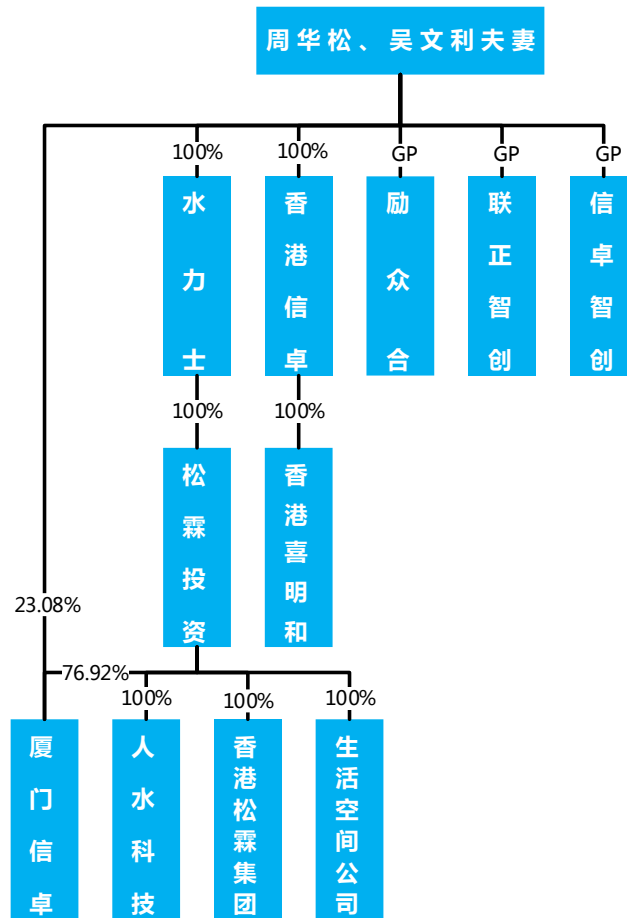 周华松、吴文利夫妻
100%
100%
GP
GP
GP
水力士
香港信卓
励众合
联正智创
信卓智创
100%
100%
松霖投资
香港喜明和
23.08%
76.92%
100%
100%
100%
厦门信卓
人水科技
香港松霖集团
生活空间公司